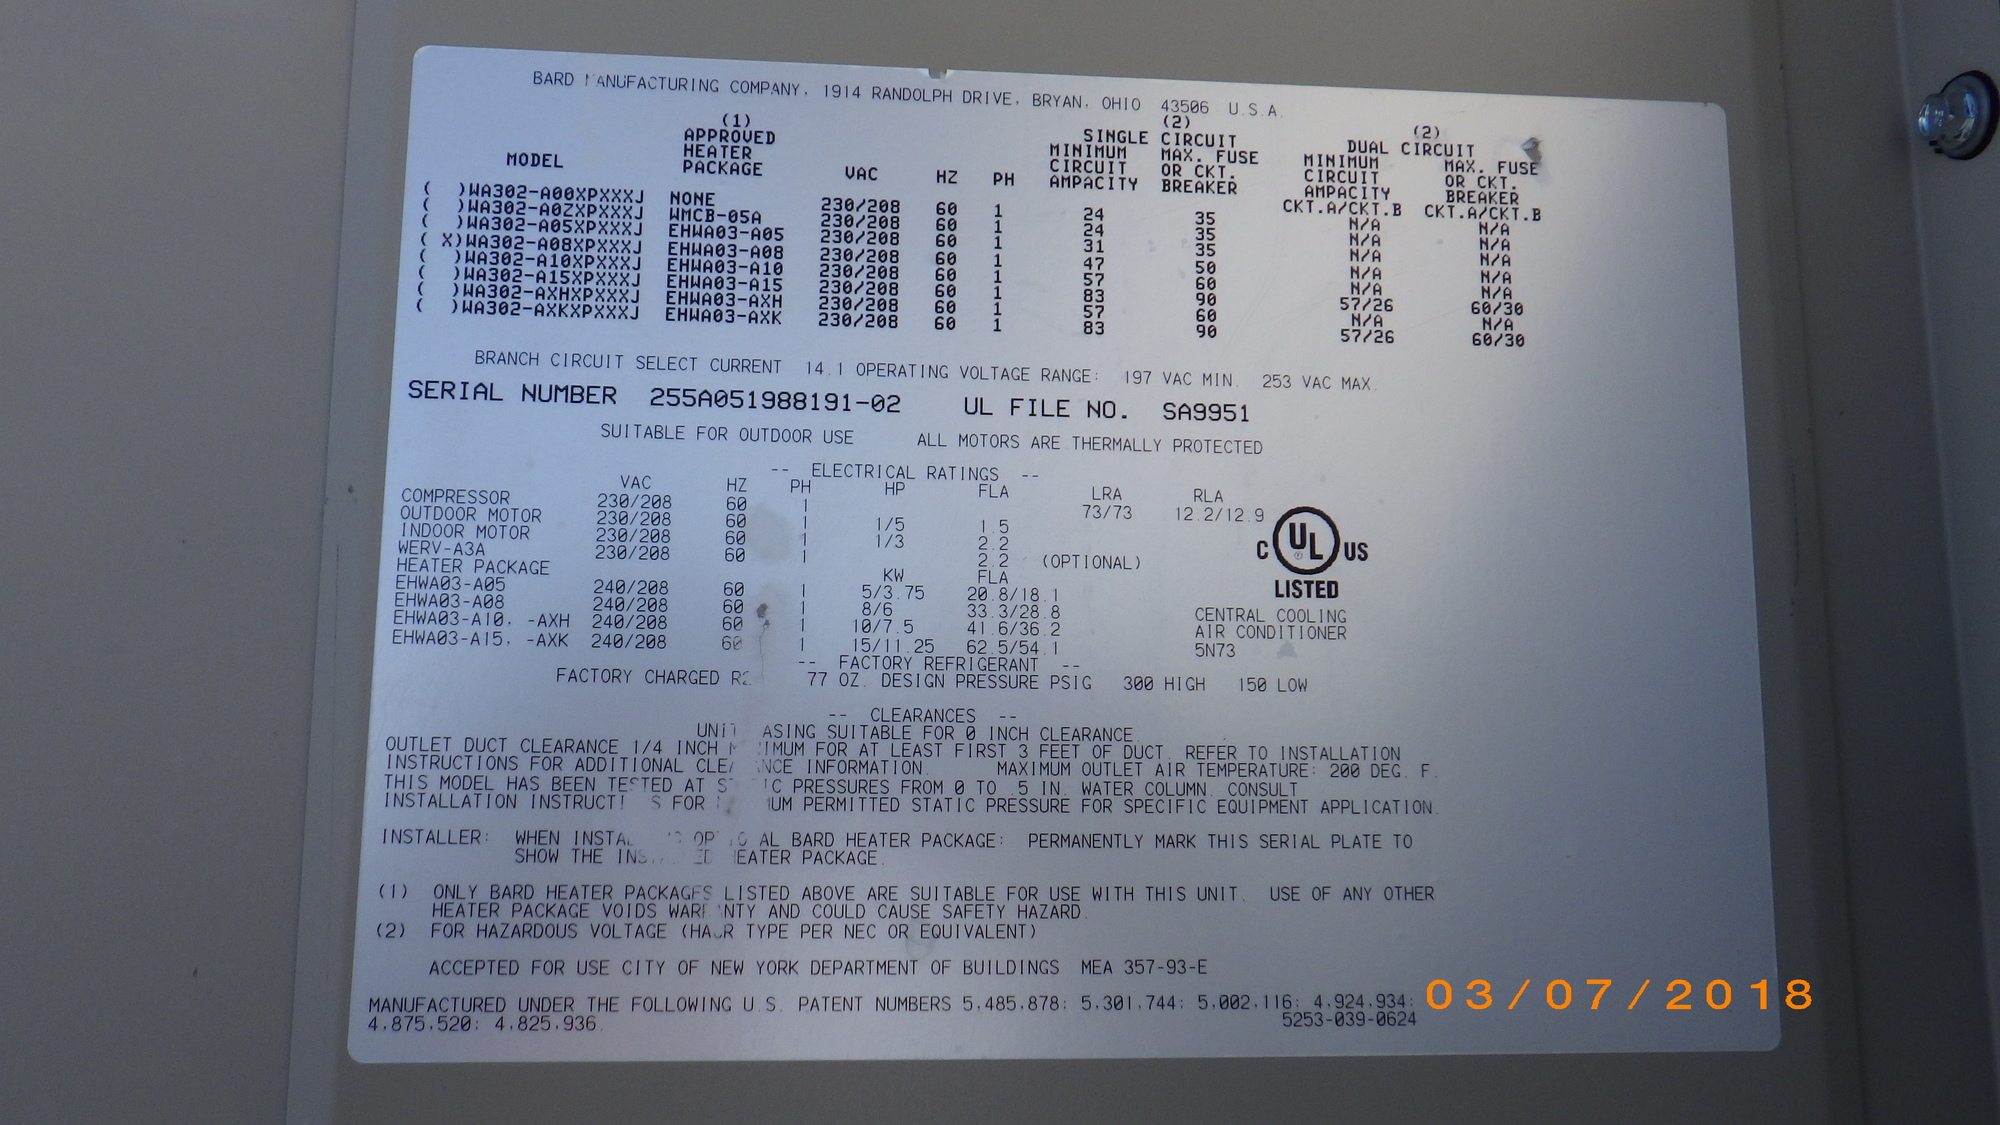 BARD MANUFACTURING COMPANY, 1914 RANDOLPH DRIVE, BRYAN, OHIO 43506 U.S.A.
(1) (2) (2)
APPROVED SINGLE CIRCUIT DUAL CIRCUIT
HEATER MINIMUM MAX. FUSE MINIMUM MAX. FUSE
MODEL PACKAGE VAC HZ PH CIRCUIT OR CKT. CIRCUIT OR CKT.
AMPACITY BREAKER AMPACITY BREAKER
CKT.A/CKT.B CKT.A/CKT.B
( )WA302-A00XPXXXJ NONE 230/208 60 1 24 35 N/A N/A
( )WA302-A0ZXPXXXJ WMCB-05A 230/208 60 1 24 35 N/A N/A
( )WA302-A05XPXXXJ EHWA03-A05 230/208 60 1 31 35 N/A N/A
( X)WA302-A08XPXXXJ EHWA03-A08 230/208 60 1 47 50 N/A N/A
( )WA302-A10XPXXXJ EHWA03-A10 230/208 60 1 57 60 N/A N/A
( )WA302-A15XPXXXJ EHWA03-A15 230/208 60 1 83 90 57/26 60/30
( )WA302-AXHXPXXXJ EHWA03-AXH 230/208 60 1 57 60 N/A N/A
( )WA302-AXKXPXXXJ EHWA03-AXK 230/208 60 1 83 90 57/26 60/30
BRANCH CIRCUIT SELECT CURRENT 14.1 OPERATING VOLTAGE RANGE: 197 VAC MIN. 253 VAC MAX.
SERIAL NUMBER 255A051988191-02 UL FILE NO. SA9951
SUITABLE FOR OUTDOOR USE ALL MOTORS ARE THERMALLY PROTECTED
-- ELECTRICAL RATINGS --
VAC HZ PH HP FLA LRA RLA
COMPRESSOR 230/208 60 1 73/73 12.2/12.9
OUTDOOR MOTOR 230/208 60 1 1/5 1.5
INDOOR MOTOR 230/208 60 1 1/3 2.2
WERV-A3A 230/208 60 1 2.2 (OPTIONAL)
HEATER PACKAGE KW FLA
EHWA03-A05 240/208 60 1 5/3.75 20.8/18.1
EHWA03-A08 240/208 60 1 8/6 33.3/28.8
EHWA03-A10, -AXH 240/208 60 1 10/7.5 41.6/36.2
EHWA03-A15, -AXK 240/208 60 1 15/11.25 62.5/54.1
C UL US
LISTED
CENTRAL COOLING
AIR CONDITIONER
5N73
-- FACTORY REFRIGERANT --
FACTORY CHARGED 77 OZ. DESIGN PRESSURE PSIG 300 HIGH 150 LOW
-- CLEARANCES --
UNIT CASING SUITABLE FOR 0 INCH CLEARANCE.
OUTLET DUCT CLEARANCE 1/4 INCH MINIMUM FOR AT LEAST FIRST 3 FEET OF DUCT. REFER TO INSTALLATION
INSTRUCTIONS FOR ADDITIONAL CLEARANCE INFORMATION. MAXIMUM OUTLET AIR TEMPERATURE: 200 DEG. F.
THIS MODEL HAS BEEN TESTED AT STATIC PRESSURES FROM 0 TO .5 IN. WATER COLUMN. CONSULT
INSTALLATION INSTRUCTIONS FOR MAXIMUM PERMITTED STATIC PRESSURE FOR SPECIFIC EQUIPMENT APPLICATION.
INSTALLER: WHEN INSTALLING OPTIONAL BARD HEATER PACKAGE: PERMANENTLY MARK THIS SERIAL PLATE TO
SHOW THE INSTALLED HEATER PACKAGE.
(1) ONLY BARD HEATER PACKAGES LISTED ABOVE ARE SUITABLE FOR USE WITH THIS UNIT. USE OF ANY OTHER
HEATER PACKAGE VOIDS WARRANTY AND COULD CAUSE SAFETY HAZARD.
(2) FOR HAZARDOUS VOLTAGE (HACR TYPE PER NEC OR EQUIVALENT)
ACCEPTED FOR USE CITY OF NEW YORK DEPARTMENT OF BUILDINGS MEA 357-93-E
MANUFACTURED UNDER THE FOLLOWING U.S. PATENT NUMBERS 5,485,878; 5,301,744; 5,002,116; 4,924,934;
4,875,520; 4,825,936. 5253-039-0624
03/07/2018